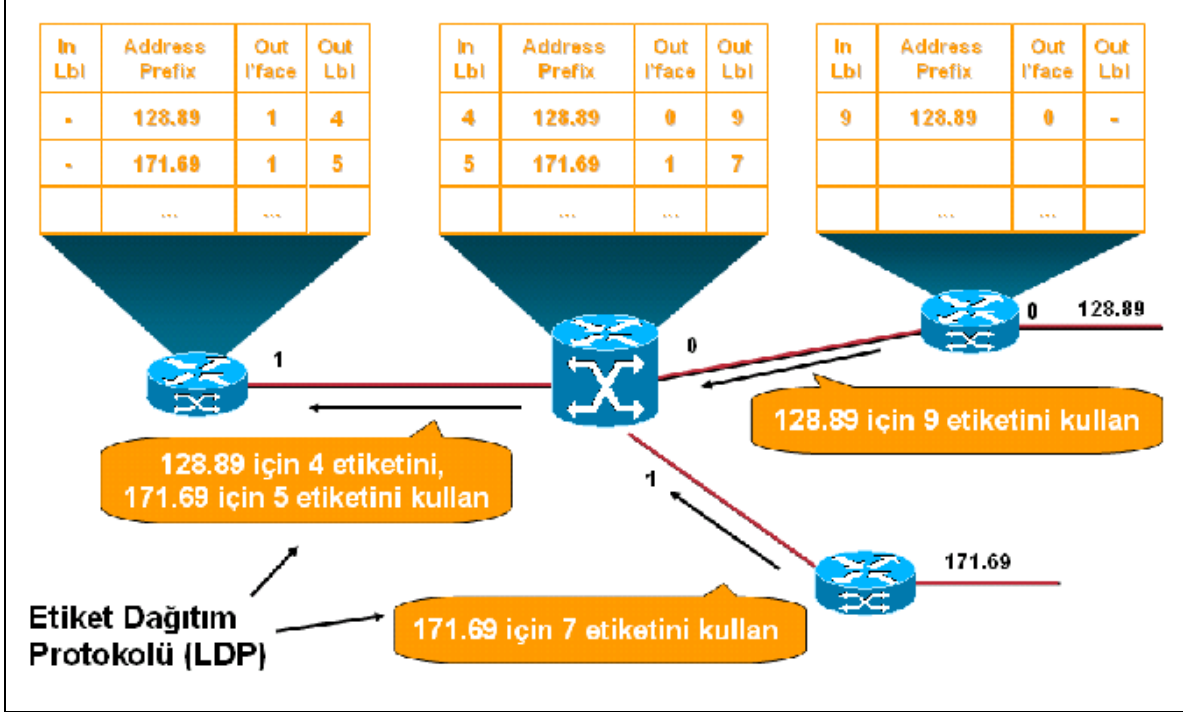 In Lbl Address Prefix Out I'face Out Lbl
- 128.89 1 4
- 171.69 1 5
... ...
In Lbl Address Prefix Out I'face Out Lbl
4 128.89 0 9
5 171.69 1 7
... ...
In Lbl Address Prefix Out I'face Out Lbl
9 128.89 0 -
... ...
0 128.89
0
1
128.89 için 9 etiketini kullan
128.89 için 4 etiketini,
171.69 için 5 etiketini kullan
1
171.69
Etiket Dağıtım
Protokolü (LDP)
171.69 için 7 etiketini kullan